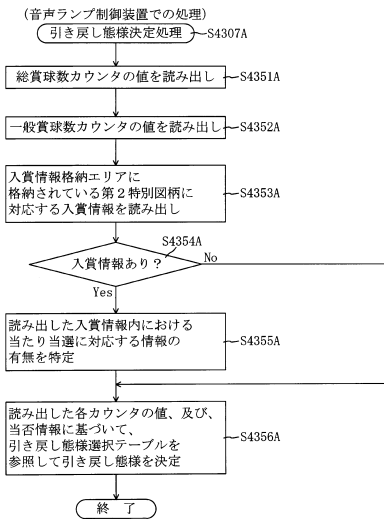 (音声ランプ制御装置での処理)
引き戻し態様決定処理 S4307A
総賞球数カウンタの値を読み出し S4351A
一般賞球数カウンタの値を読み出し S4352A
入賞情報格納エリアに
格納されている第2特別図柄に
対応する入賞情報を読み出し
S4353A
S4354A
入賞情報あり? No
Yes
読み出した入賞情報内における
当たり当選に対応する情報の
有無を特定
S4355A
読み出した各カウンタの値、及び、
当否情報に基づいて、
引き戻し態様選択テーブルを
参照して引き戻し態様を決定
S4356A
終 了